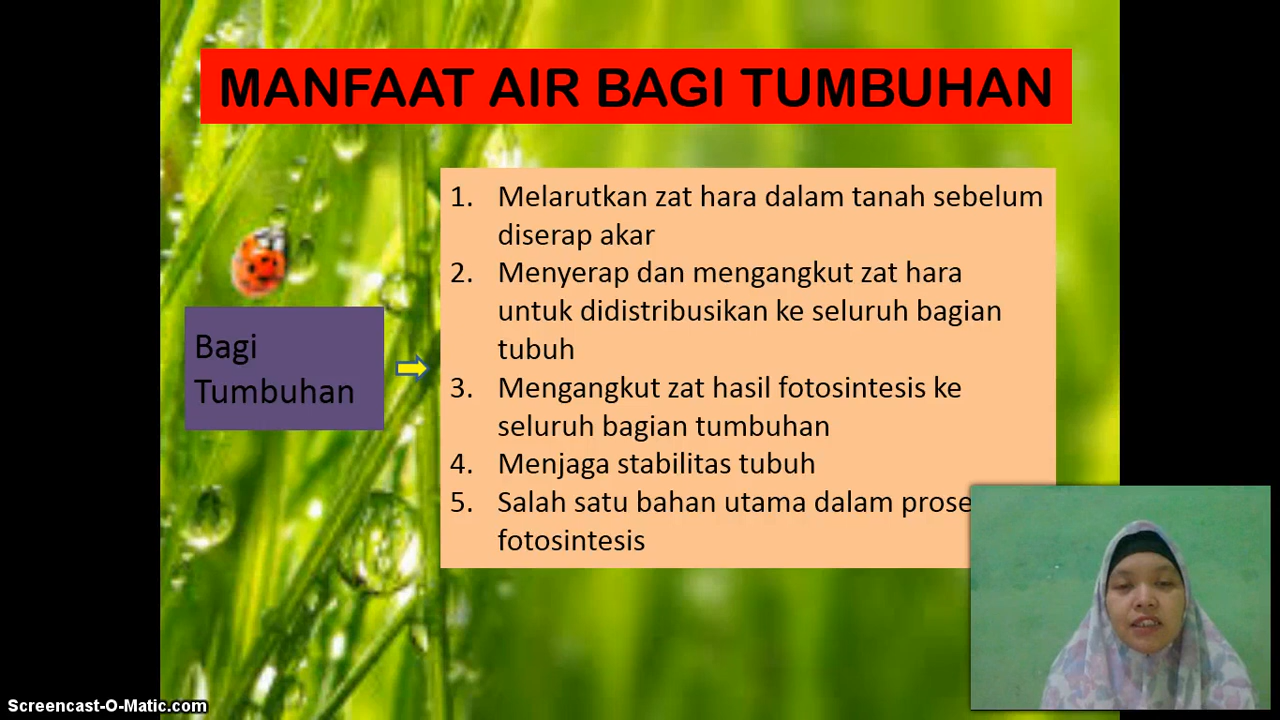 MANFAAT AIR BAGI TUMBUHAN
Bagi
Tumbuhan
1. Melarutkan zat hara dalam tanah sebelum
diserap akar
2. Menyerap dan mengangkut zat hara
untuk didistribusikan ke seluruh bagian
tubuh
3. Mengangkut zat hasil fotosintesis ke
seluruh bagian tumbuhan
4. Menjaga stabilitas tubuh
5. Salah satu bahan utama dalam prose
fotosintesis
Screencast-O-Matic.com